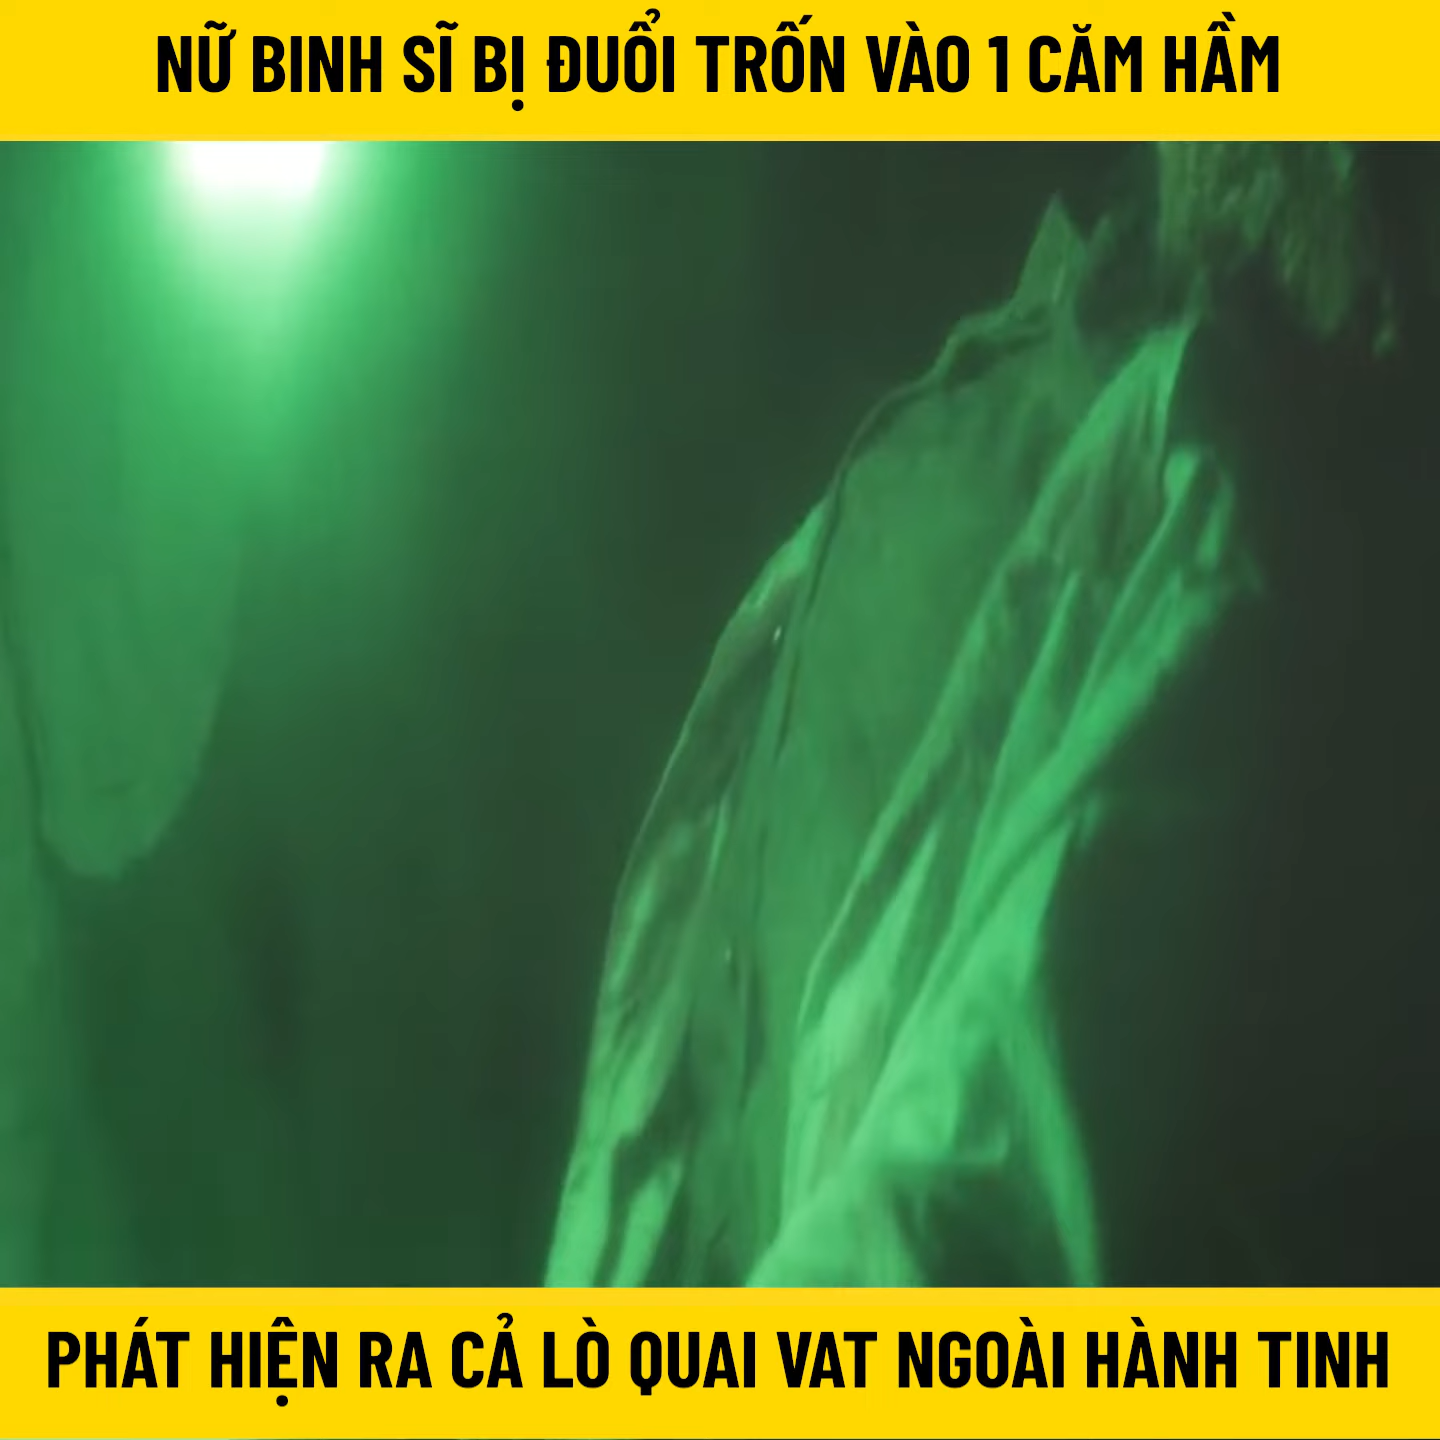 NỮ BINH SĨ BỊ ĐUỔI TRỐN VÀO 1 CĂM HẦM
PHÁT HIỆN RA CẢ LÒ QUAI VAT NGOÀI HÀNH TINH